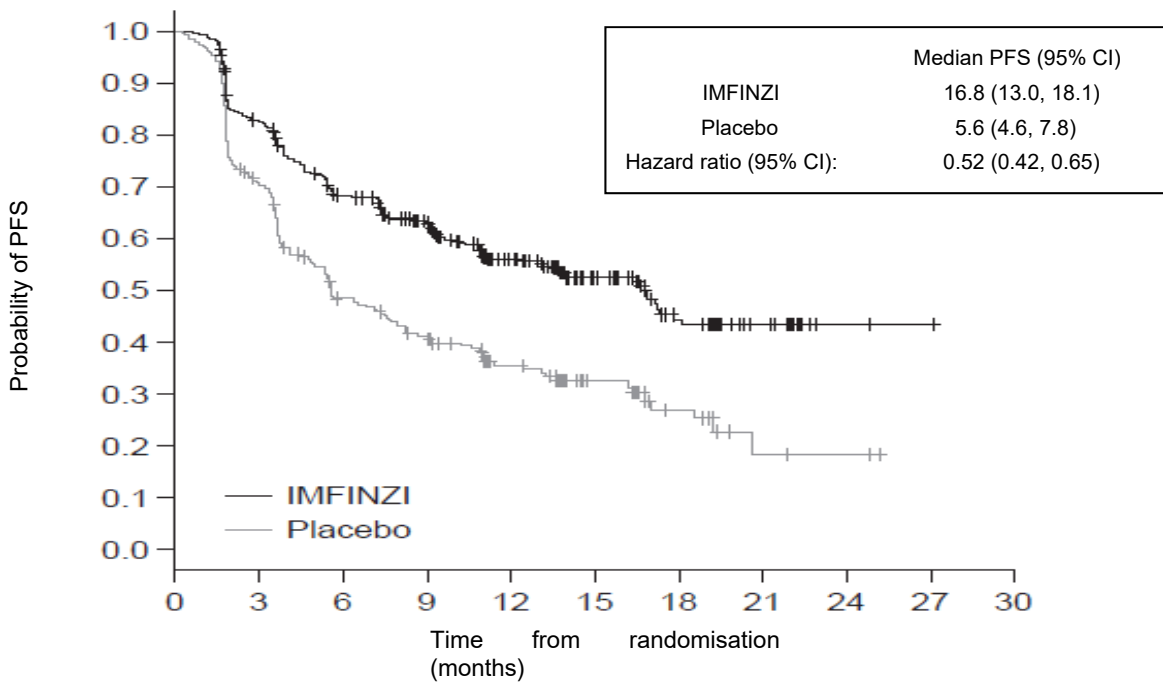 Median PFS (95% CI)
IMFINZI 16.8 (13.0, 18.1)
Placebo 5.6 (4.6, 7.8)
Hazard ratio (95% CI): 0.52 (0.42, 0.65)
Probability of PFS
1.0
0.9
0.8
0.7
0.6
0.5
0.4
0.3
0.2
0.1
0.0
IMFINZI
Placebo
0 3 6 9 12 15 18 21 24 27 30
Time from randomisation
(months)